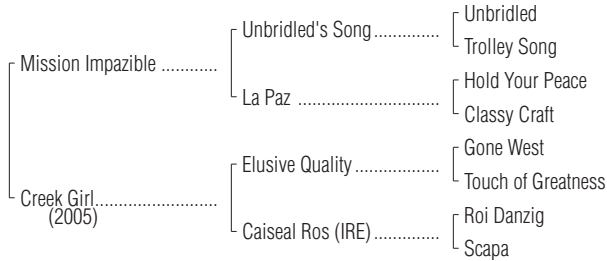 Unbridled
Unbridled's Song..............
Trolley Song
Mission Impazible ............
Hold Your Peace
La Paz ..............................
Classy Craft
Gone West
Elusive Quality ..................
Touch of Greatness
Creek Girl..........................
(2005)
Roi Danzig
Caiseal Ros (IRE)..............
Scapa